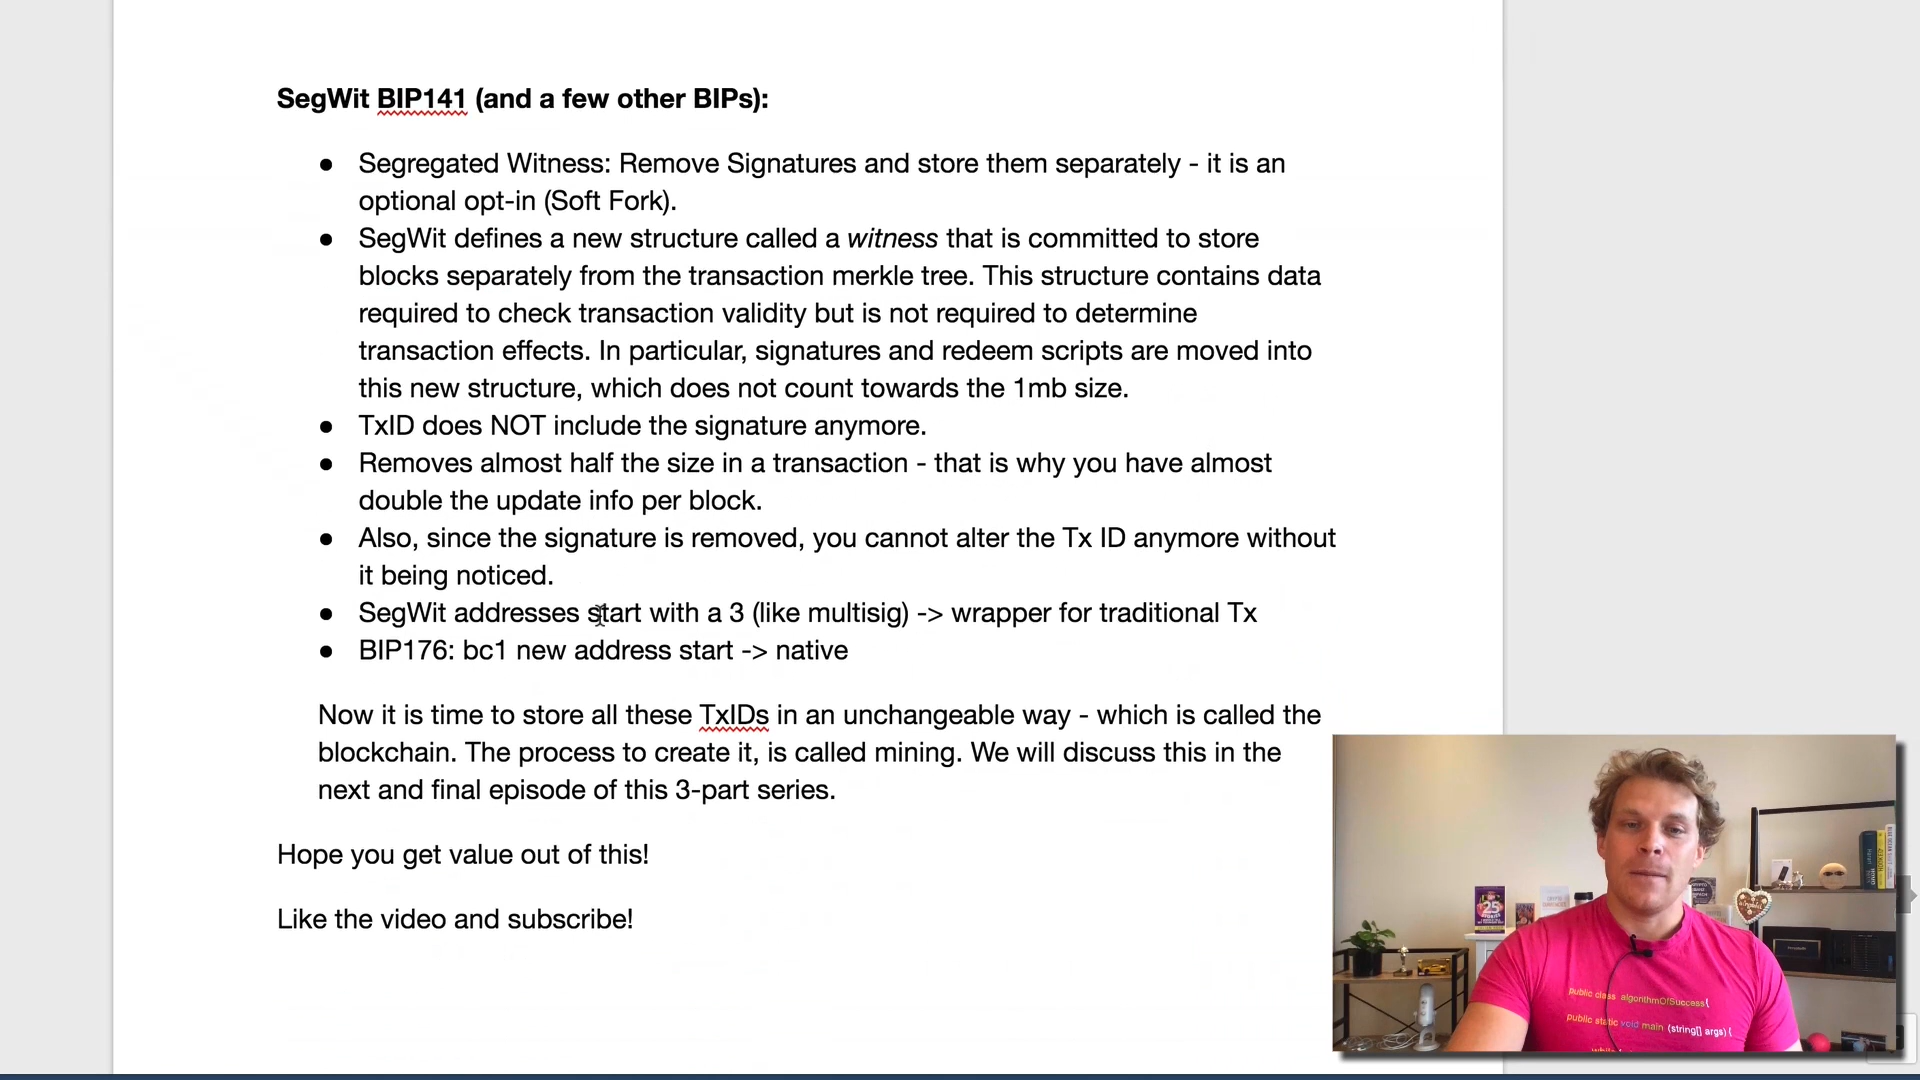 SegWit BIP141 (and a few other BIPs):
● Segregated Witness: Remove Signatures and store them separately - it is an
optional opt-in (Soft Fork).
● SegWit defines a new structure called a witness that is committed to store
blocks separately from the transaction merkle tree. This structure contains data
required to check transaction validity but is not required to determine
transaction effects. In particular, signatures and redeem scripts are moved into
this new structure, which does not count towards the 1mb size.
● TxID does NOT include the signature anymore.
● Removes almost half the size in a transaction - that is why you have almost
double the update info per block.
● Also, since the signature is removed, you cannot alter the Tx ID anymore without
it being noticed.
● SegWit addresses start with a 3 (like multisig) -> wrapper for traditional Tx
● BIP176: bc1 new address start -> native
Now it is time to store all these TxIDs in an unchangeable way - which is called the
blockchain. The process to create it, is called mining. We will discuss this in the
next and final episode of this 3-part series.
Hope you get value out of this!
Like the video and subscribe!
25
public class algorithmOfSuccess{
public static void main (string[] args) {